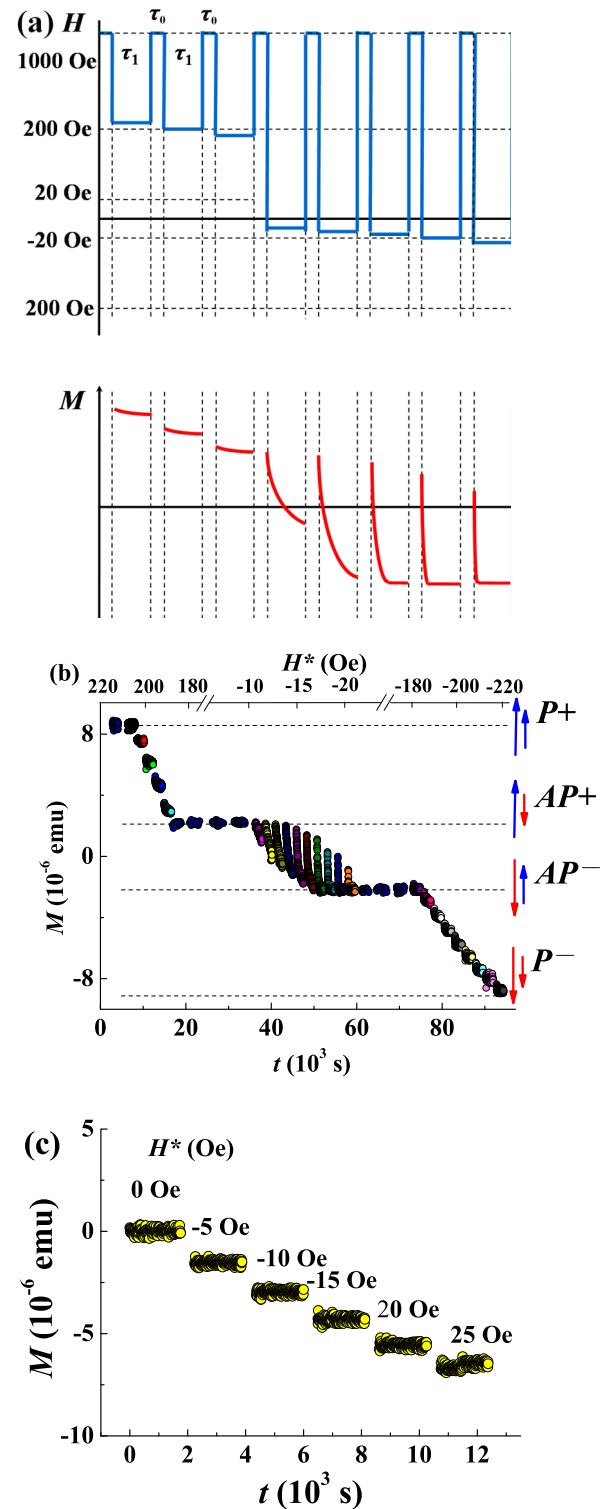 (a) H τ₀ τ₀
1000 Oe τ₁ τ₁
200 Oe
20 Oe
-20 Oe
200 Oe
M
(b) H* (Oe)
220 200 180 -10 -15 -20 -180 -200 -220
8
0
-8
M (10⁻⁶ emu)
P+
AP+
AP—
P—
0 20 40 60 80
t (10³ s)
(c)
5
0
-5
-10
M (10⁻⁶ emu)
H* (Oe)
0 Oe
-5 Oe
-10 Oe
-15 Oe
20 Oe
25 Oe
0 2 4 6 8 10 12
t (10³ s)